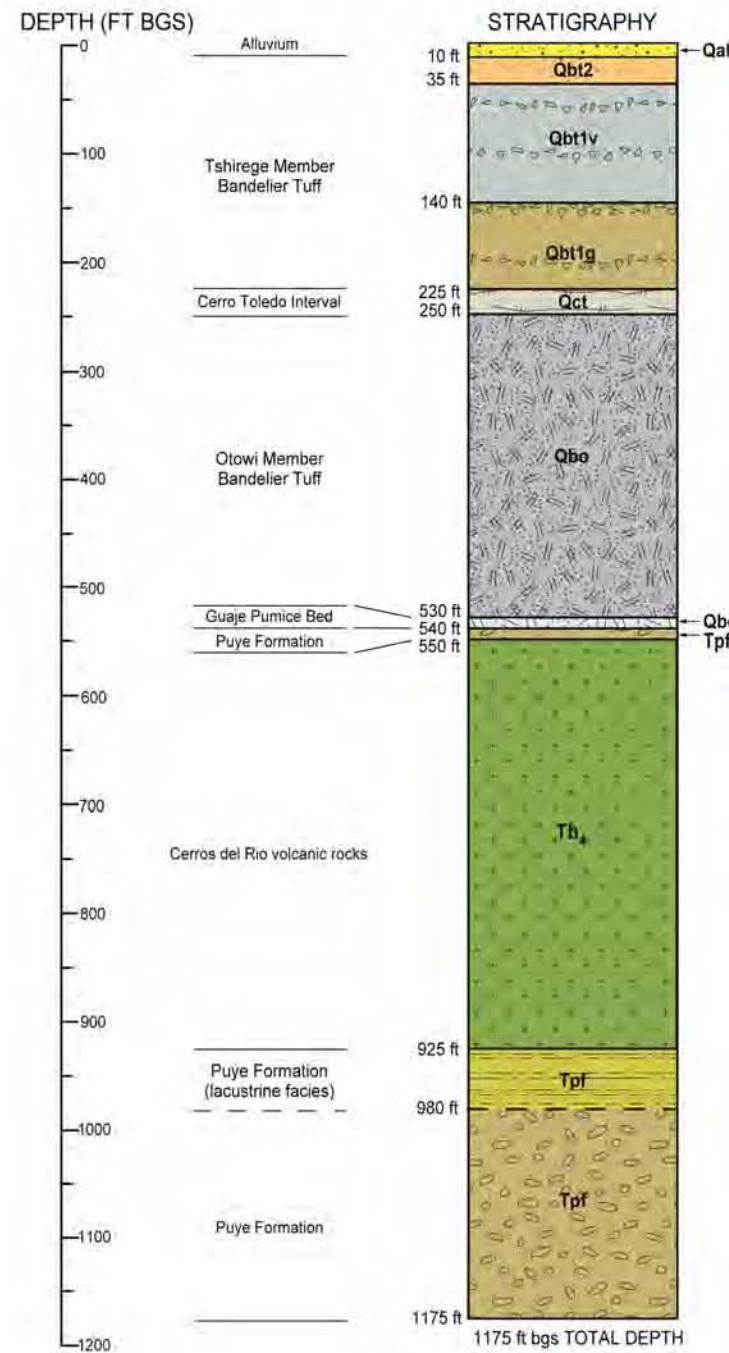 DEPTH (FT BGS)
STRATIGRAPHY
0
100
200
300
400
500
600
700
800
900
1000
1100
1200
Alluvium
Tshirege Member
Bandelier Tuff
Cerro Toledo Interval
Otowi Member
Bandelier Tuff
Guaje Pumice Bed
Puye Formation
Cerros del Rio volcanic rocks
Puye Formation
(lacustrine facies)
Puye Formation
10 ft
35 ft
140 ft
225 ft
250 ft
530 ft
540 ft
550 ft
925 ft
980 ft
1175 ft
Qbt2
Qbt1v
Qbt1g
Qct
Qbo
Tb4
Tpf
Tpf
Tpf
1175 ft bgs TOTAL DEPTH